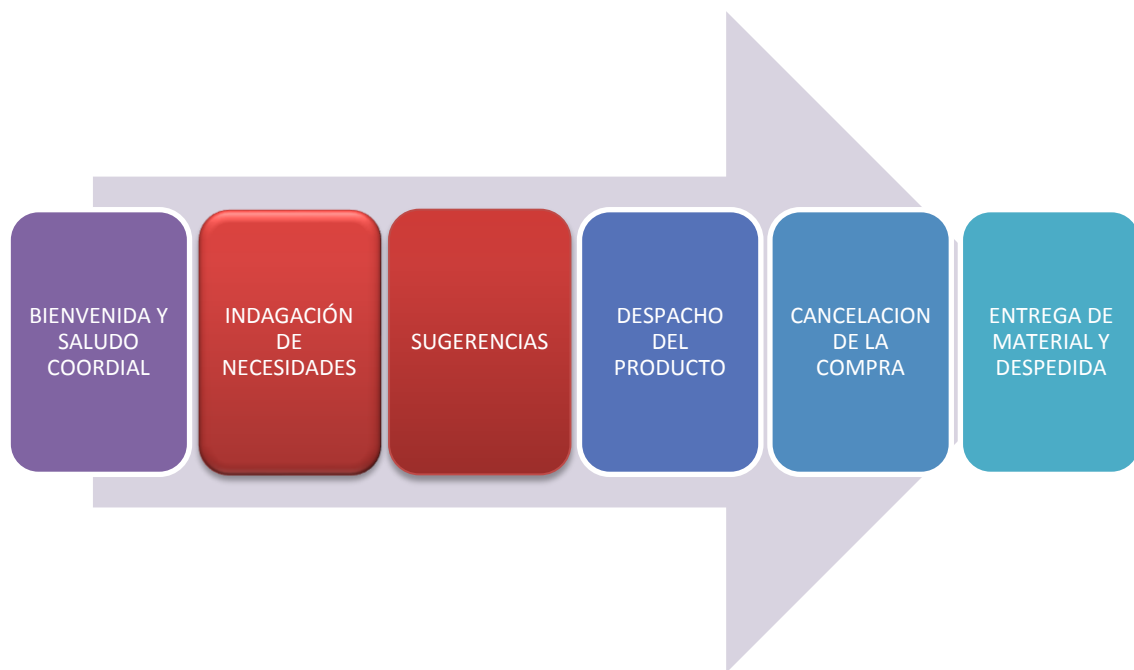 BIENVENIDA Y
SALUDO
COORDIAL
INDAGACIÓN
DE
NECESIDADES
SUGERENCIAS
DESPACHO
DEL
PRODUCTO
CANCELACION
DE LA
COMPRA
ENTREGA DE
MATERIAL Y
DESPEDIDA